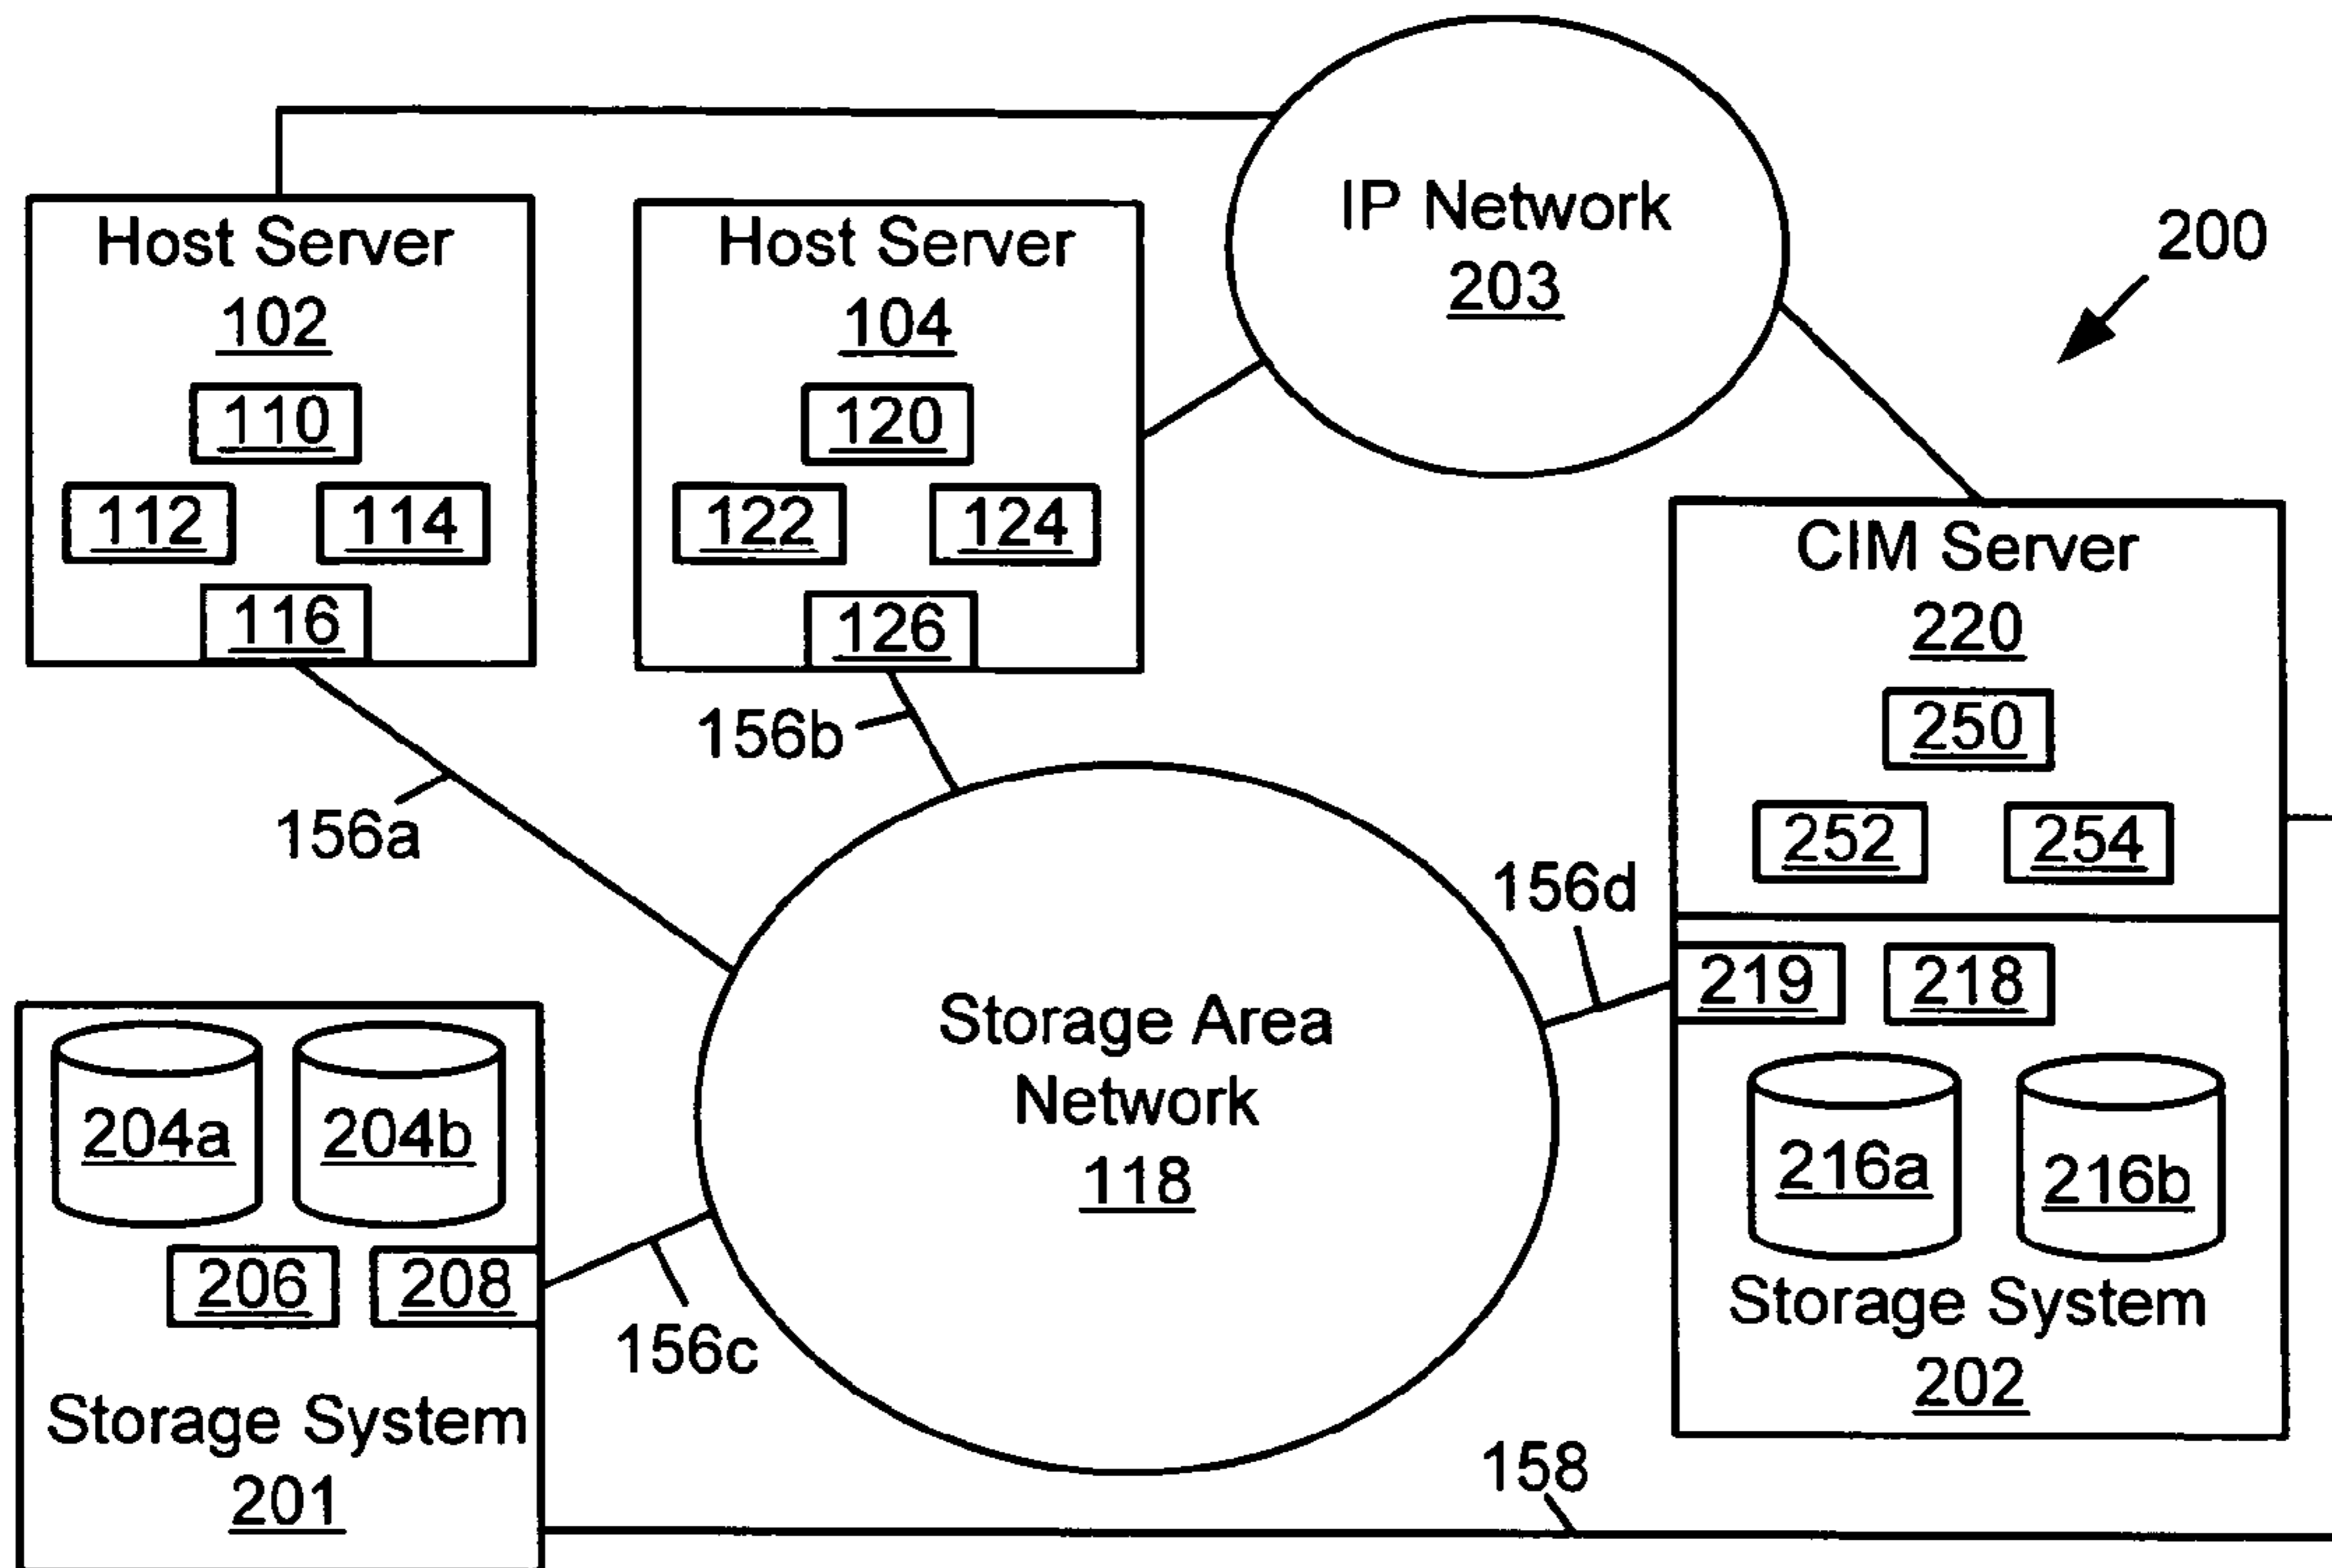 IP Network
203
200
Host Server
102
110
112
114
116
Host Server
104
120
122
124
126
CIM Server
220
250
252
254
156b
156a
156d
219
218
216a
216b
Storage System
202
Storage Area
Network
118
204a
204b
206
208
156c
Storage System
201
158